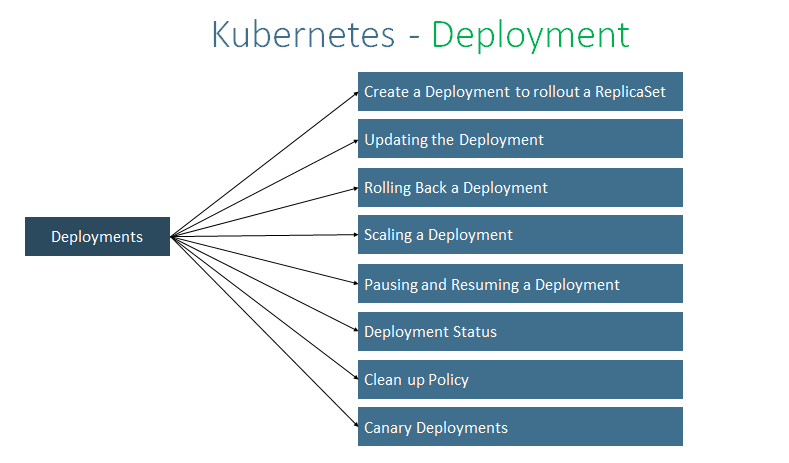 Kubernetes - Deployment
Create a Deployment to rollout a ReplicaSet
Updating the Deployment
Rolling Back a Deployment
Deployments
Scaling a Deployment
Pausing and Resuming a Deployment
Deployment Status
Clean up Policy
Canary Deployments